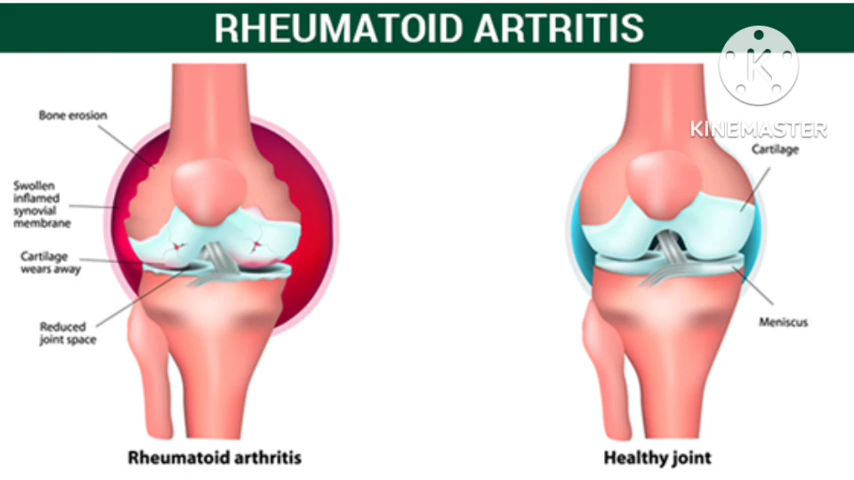 RHEUMATOID ARTRITIS
K
KINEMASTER
Bone erosion
Swollen
inflamed
synovial
membrane
Cartilage
wears away
Reduced
joint space
Rheumatoid arthritis
Cartilage
Meniscus
Healthy joint